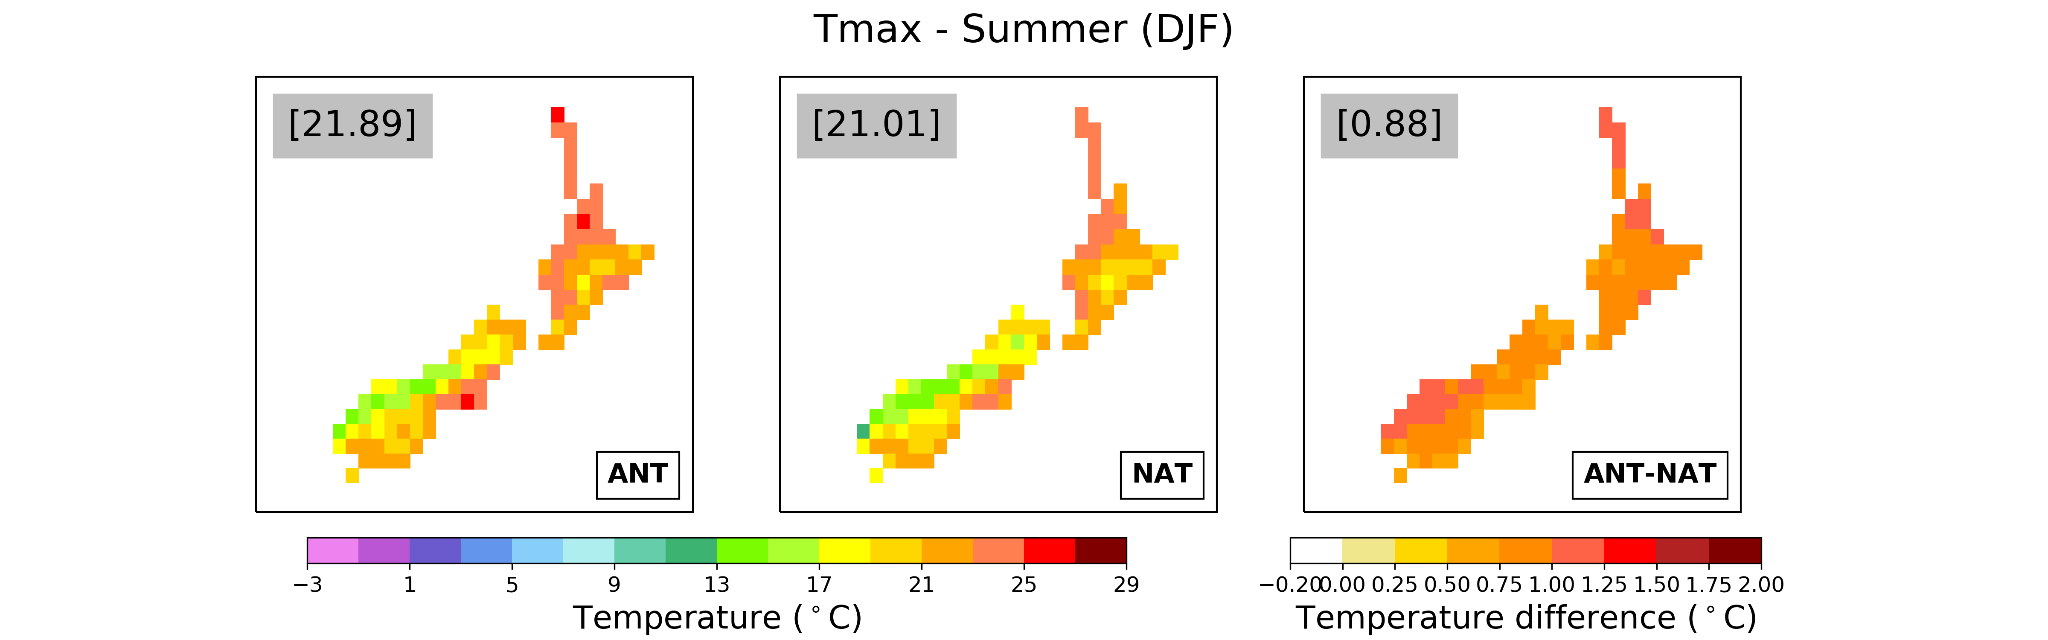 Tmax - Summer (DJF)
[21.89]
[21.01]
[0.88]
ANT
NAT
ANT-NAT
−3 1 5 9 13 17 21 25 29
−0.20 0.00 0.25 0.50 0.75 1.00 1.25 1.50 1.75 2.00
Temperature (°C)
Temperature difference (°C)